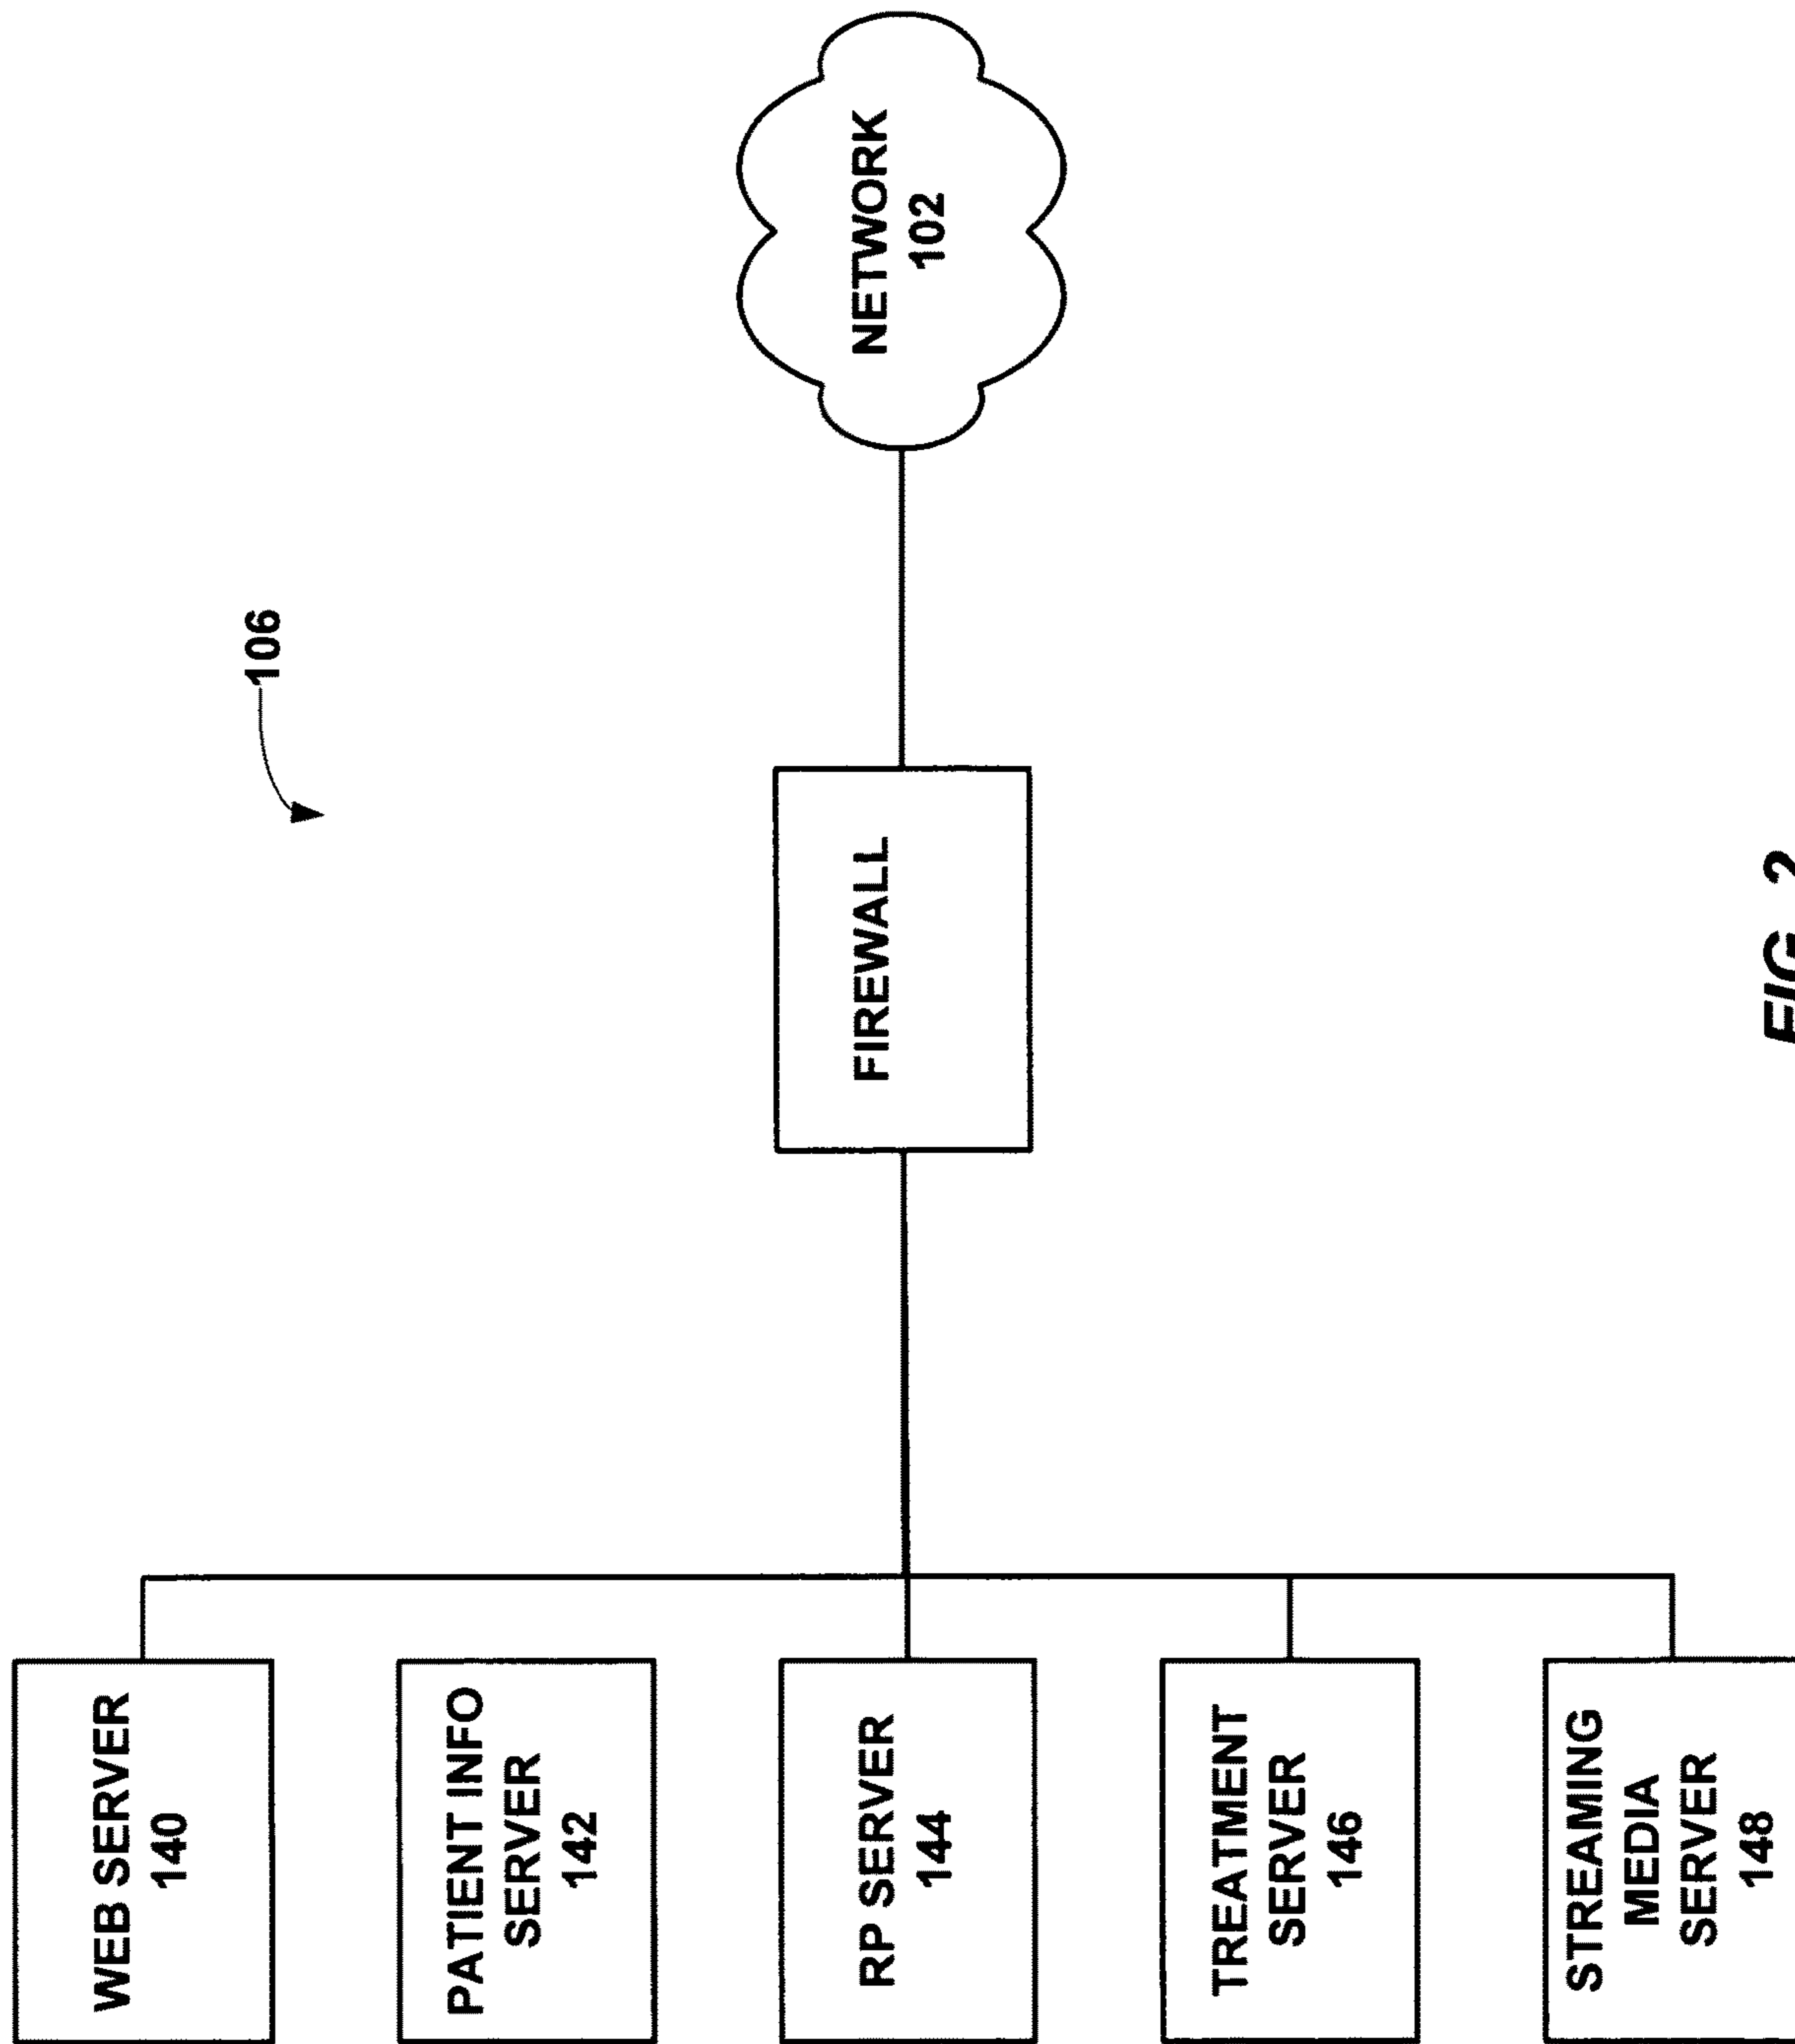 106
NETWORK
102
FIREWALL
WEB SERVER
140
PATIENT INFO
SERVER
142
RP SERVER
144
TREATMENT
SERVER
146
STREAMING
MEDIA
SERVER
148
FIG. 2